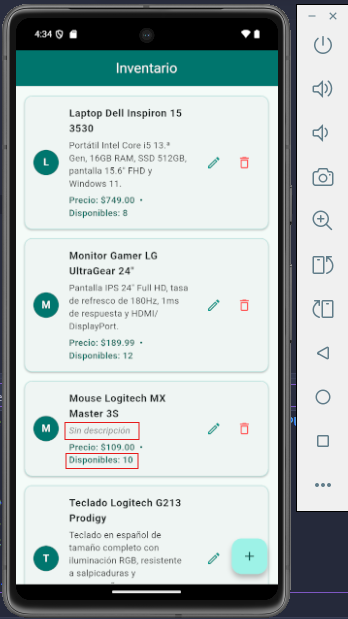 4:34
Inventario
Laptop Dell Inspiron 15
3530
L
Portátil Intel Core i5 13.ª
Gen, 16GB RAM, SSD 512GB,
pantalla 15.6" FHD y
Windows 11.
Precio: $749.00 •
Disponibles: 8
Monitor Gamer LG
UltraGear 24"
M
Pantalla IPS 24" Full HD, tasa
de refresco de 180Hz, 1ms
de respuesta y HDMI/
DisplayPort.
Precio: $189.99 •
Disponibles: 12
Mouse Logitech MX
Master 3S
M
Sin descripción
Precio: $109.00 •
Disponibles: 10
Teclado Logitech G213
Prodigy
T
Teclado en español de
tamaño completo con
iluminación RGB, resistente
a salpicaduras y